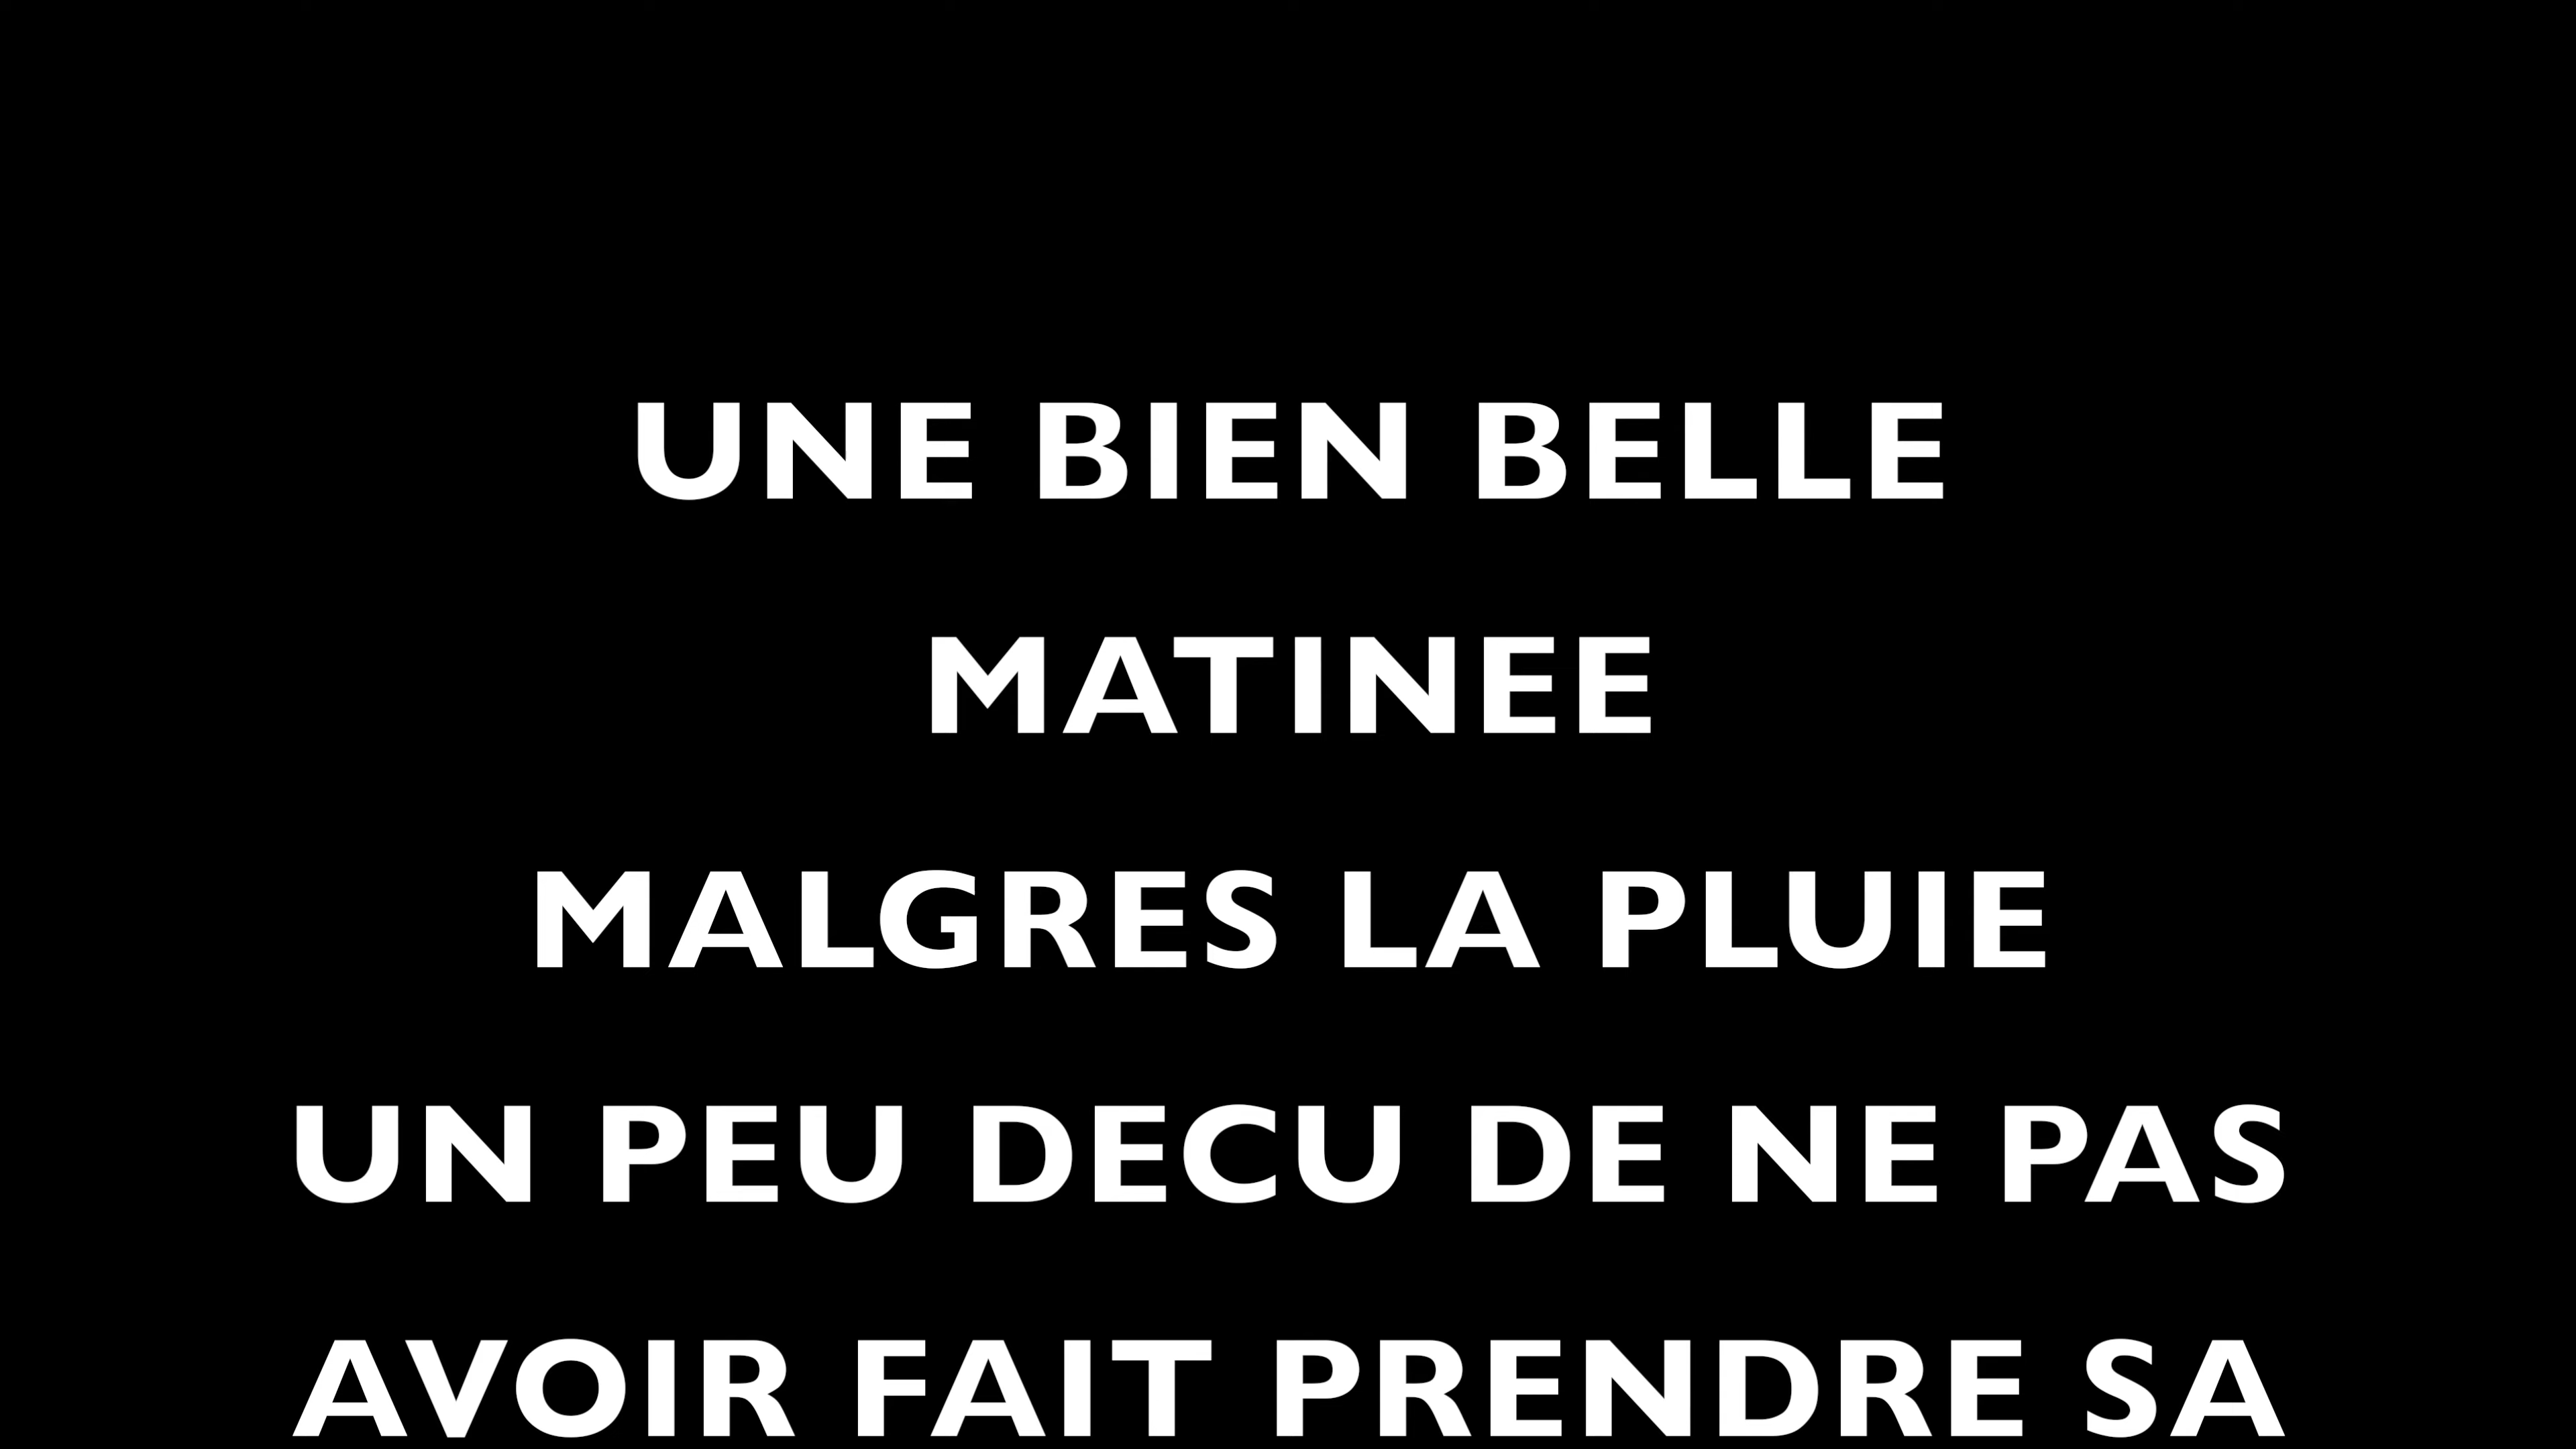 UNE BIEN BELLE
MATINEE
MALGRES LA PLUIE
UN PEU DECU DE NE PAS
AVOIR FAIT PRENDRE SA